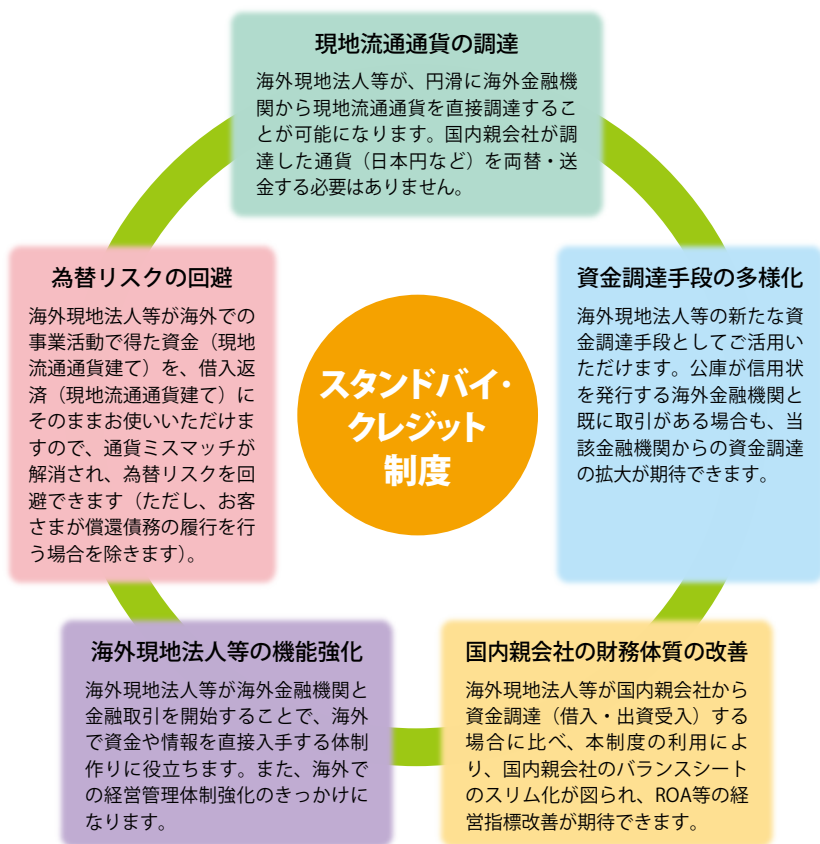 現地流通通貨の調達
海外現地法人等が、円滑に海外金融機
関から現地流通通貨を直接調達するこ
とが可能になります。国内親会社が調
達した通貨（日本円など）を両替・送
金する必要はありません。
為替リスクの回避
海外現地法人等が海外での
事業活動で得た資金（現地
流通通貨建て）を、借入返
済（現地流通通貨建て）に
そのままお使いいただけま
すので、通貨ミスマッチが
解消され、為替リスクを回
避できます（ただし、お客
さまが償還債務の履行を行
う場合を除きます）。
スタンドバイ・
クレジット
制度
資金調達手段の多様化
海外現地法人等の新たな資
金調達手段としてご活用い
ただけます。公庫が信用状
を発行する海外金融機関と
既に取引がある場合も、当
該金融機関からの資金調達
の拡大が期待できます。
海外現地法人等の機能強化
海外現地法人等が海外金融機関と
金融取引を開始することで、海外
で資金や情報を直接入手する体制
作りに役立ちます。また、海外で
の経営管理体制強化のきっかけに
なります。
国内親会社の財務体質の改善
海外現地法人等が国内親会社から
資金調達（借入・出資受入）する
場合に比べ、本制度の利用によ
り、国内親会社のバランスシート
のスリム化が図られ、ROA等の経
営指標改善が期待できます。